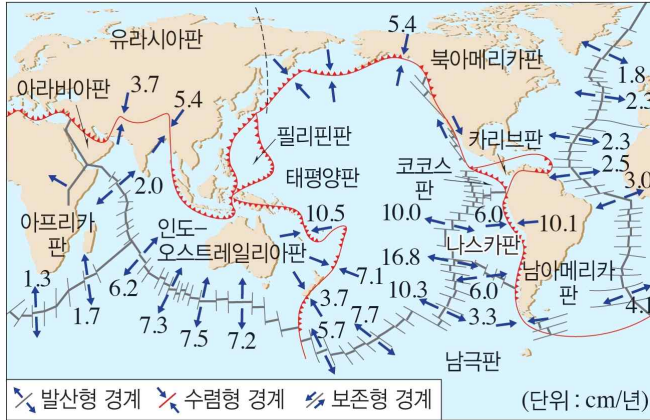 유라시아판
5.4
북아메리카판
아라비아판
3.7
5.4
1.8
2.3
필리핀판
카리브판
2.3
코코스
판
2.5
태평양판
2.0
3.0
아프리카
판
인도–
오스트레일리아판
10.5
10.0
6.0
10.1
나스카판
16.8
남아메리카
판
7.1
6.2
1.3
1.7
7.3
7.5
7.2
3.7
5.7
7.7
10.3
6.0
3.3
4.1
남극판
발산형 경계
수렴형 경계
보존형 경계
(단위 : cm/년)